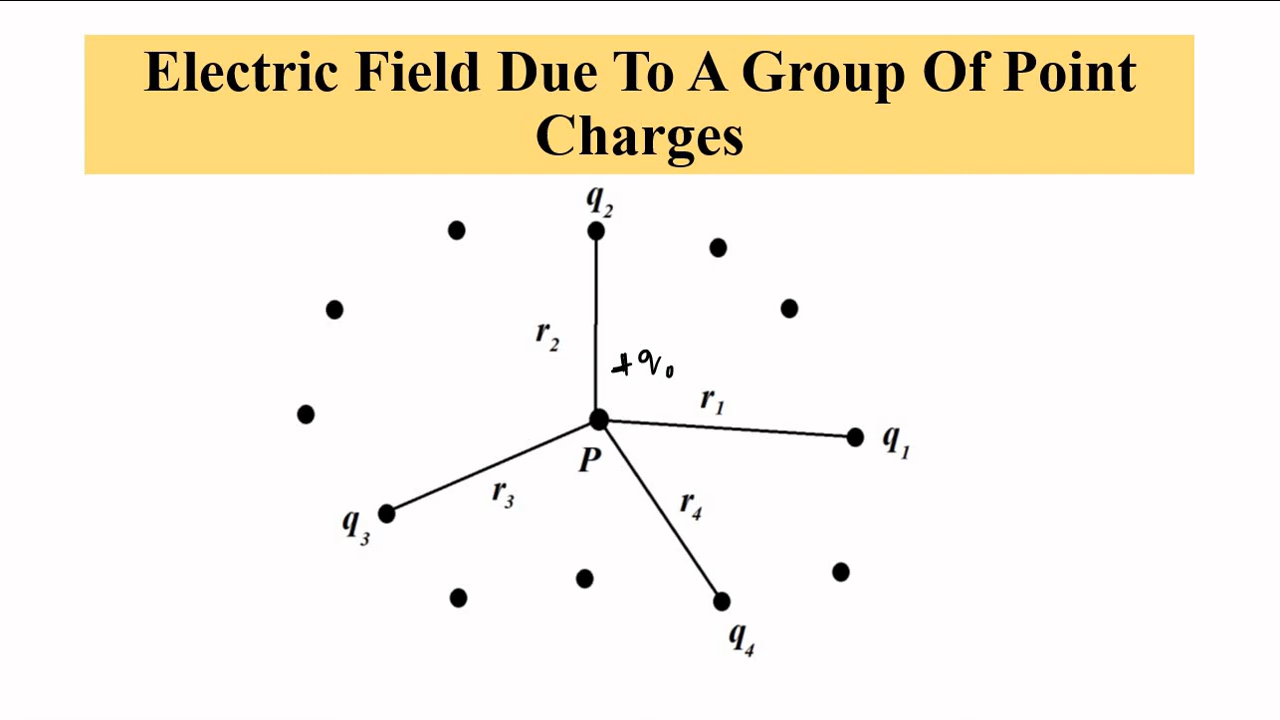 Electric Field Due To A Group Of Point
Charges
q₂
r₂
+q₀
r₁
q₁
P
r₃
r₄
q₃
q₄